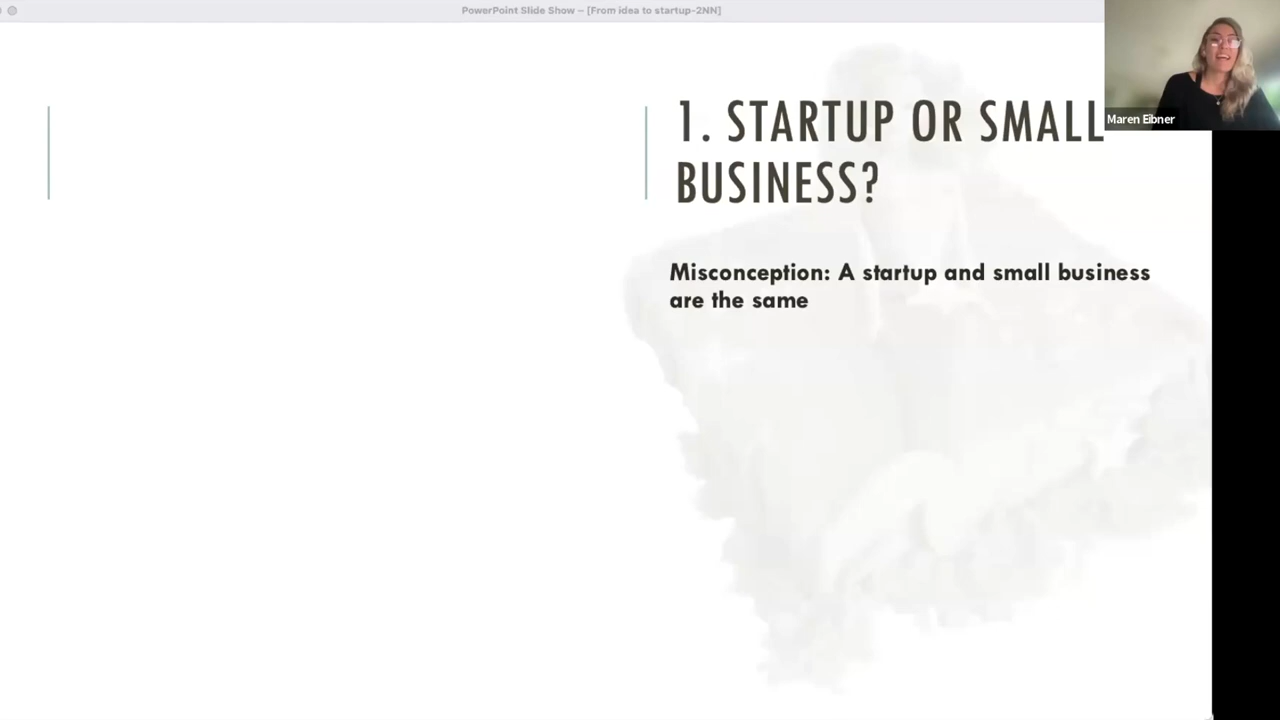 PowerPoint Slide Show – [From idea to startup-2NN]
Maren Eibner
1. STARTUP OR SMALL
BUSINESS?
Misconception: A startup and small business
are the same